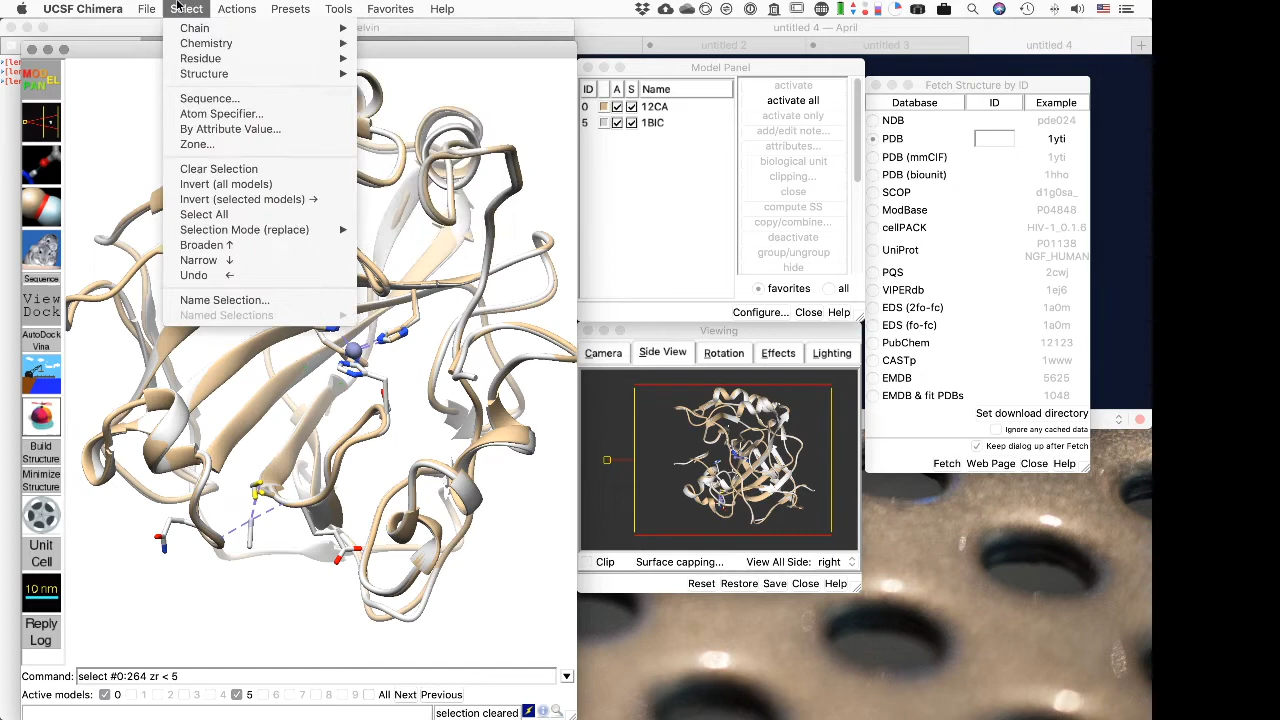 UCSF Chimera File Select Actions Presets Tools Favorites Help
untitled 4 — April
untitled 2 untitled 3 untitled 4
Chain
Chemistry
Residue
Structure
Sequence...
Atom Specifier...
By Attribute Value...
Zone...
Clear Selection
Invert (all models)
Invert (selected models) →
Select All
Selection Mode (replace)
Broaden ↑
Narrow ↓
Undo ←
Name Selection...
Named Selections
Sequence
View
Dock
AutoDock
Vina
Build
Structure
Minimize
Structure
Unit
Cell
10 nm
Reply
Log
Command: select #0:264 zr < 5
Active models: 0 1 2 3 4 5 6 7 8 9 All Next Previous
selection cleared
Model Panel
ID A S Name
0 12CA
5 1BIC
activate
activate all
activate only
add/edit note...
attributes...
biological unit
clipping...
close
compute SS
copy/combine...
deactivate
group/ungroup
hide
favorites all
Configure... Close Help
Viewing
Camera Side View Rotation Effects Lighting
Clip Surface capping... View All Side: right
Reset Restore Save Close Help
Fetch Structure by ID
Database ID Example
NDB pde024
PDB 1yti
PDB (mmCIF) 1yti
PDB (biounit) 1hho
SCOP d1g0sa_
ModBase P04848
cellPACK HIV-1_0.1.6
UniProt P01138
NGF_HUMAN
PQS 2cwj
VIPERdb 1ej6
EDS (2fo-fc) 1a0m
EDS (fo-fc) 1a0m
PubChem 12123
CASTp 1www
EMDB 5625
EMDB & fit PDBs 1048
Set download directory
Ignore any cached data
Keep dialog up after Fetch
Fetch Web Page Close Help